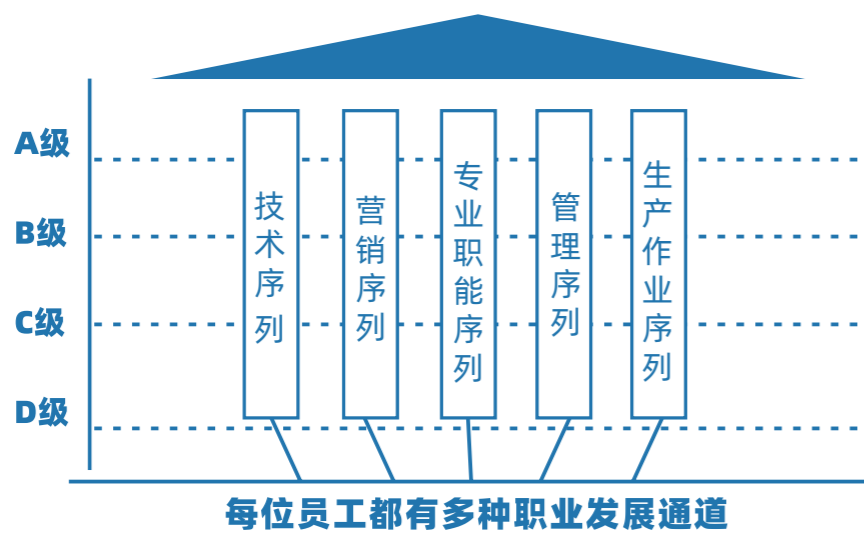 A级
B级
C级
D级
技术序列
营销序列
专业职能序列
管理序列
生产作业序列
每位员工都有多种职业发展通道